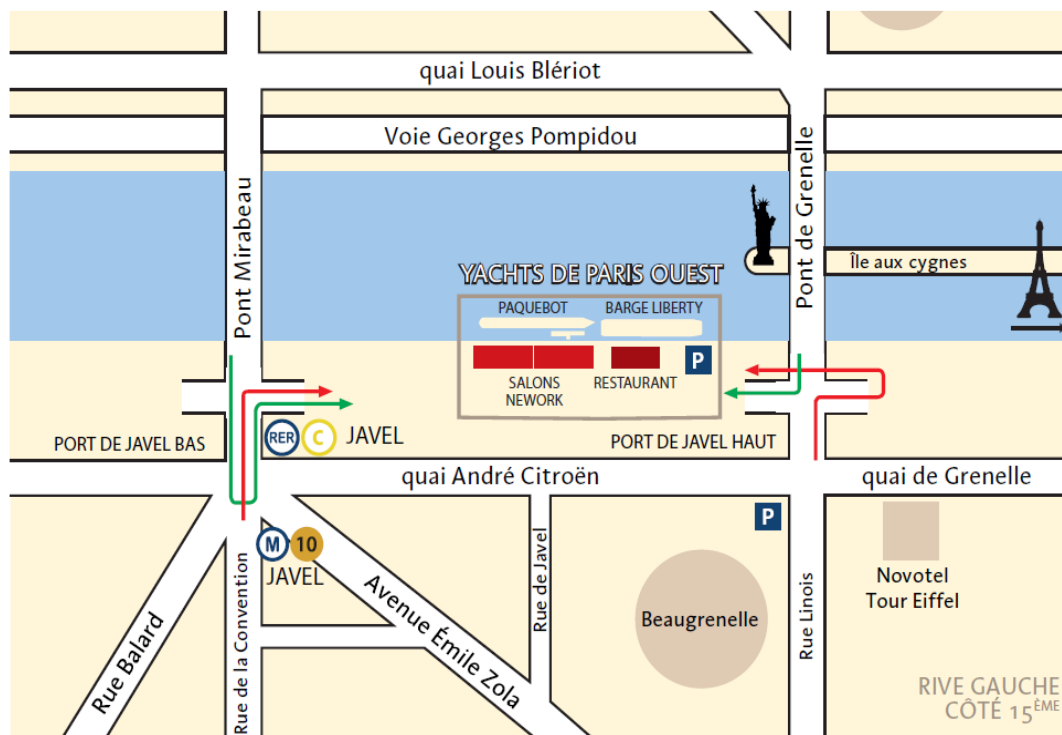 quai Louis Blériot
Voie Georges Pompidou
Pont Mirabeau
Pont de Grenelle
Île aux cygnes
YACHTS DE PARIS OUEST
PAQUEBOT
BARGE LIBERTY
P
SALONS
NEWORK
RESTAURANT
PORT DE JAVEL BAS
RER
C
JAVEL
PORT DE JAVEL HAUT
quai André Citroën
quai de Grenelle
P
M
10
JAVEL
Rue Balard
Rue de la Convention
Avenue Émile Zola
Rue de Javel
Beaugrenelle
Rue Linois
Novotel
Tour Eiffel
RIVE GAUCHE
CÔTÉ 15ÈME